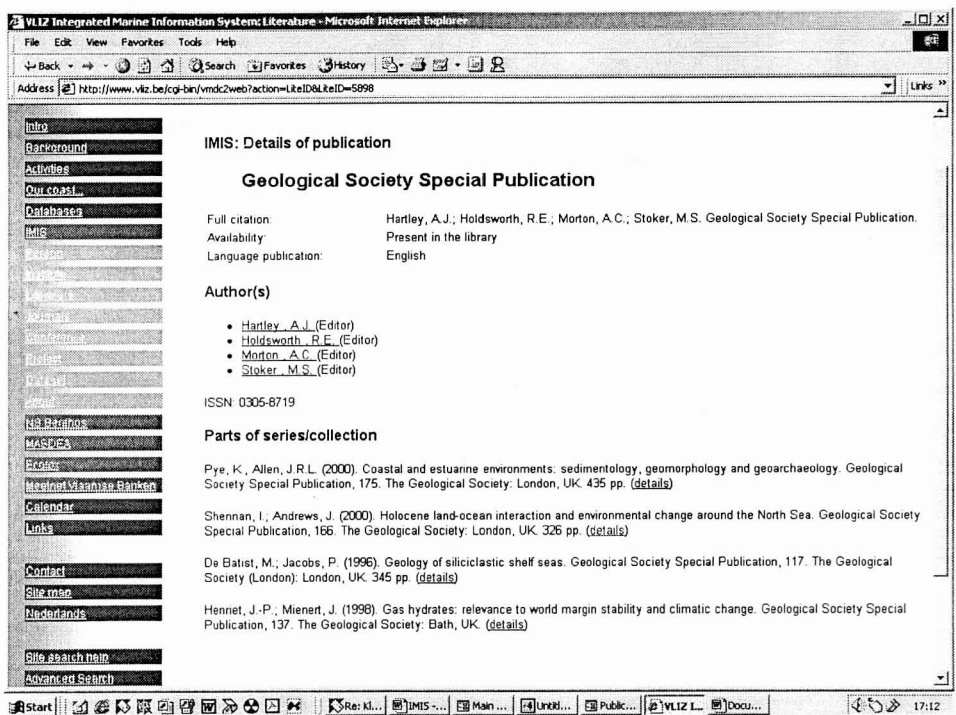 VLIZ Integrated Marine Information System: Literature - Microsoft Internet Explorer
File Edit View Favorites Tools Help
Back Search Favorites History
Address http://www.vliz.be/cgi-bin/vmdc2web?action=LiteID&LiteID=5898 Links »
Intro
Background
Activities
Our coast...
Databases
IMIS
IMIS: Details of publication
Geological Society Special Publication
Full citation: Hartley, A.J.; Holdsworth, R.E.; Morton, A.C.; Stoker, M.S. Geological Society Special Publication.
Availability: Present in the library
Language publication: English
Author(s)
• Hartley , A.J. (Editor)
• Holdsworth , R.E. (Editor)
• Morton , A.C. (Editor)
• Stoker , M.S. (Editor)
ISSN: 0305-8719
Parts of series/collection
Pye, K., Allen, J.R.L. (2000). Coastal and estuarine environments: sedimentology, geomorphology and geoarchaeology. Geological
Society Special Publication, 175. The Geological Society: London, UK. 435 pp. (details)
Shennan, I.; Andrews, J. (2000). Holocene land-ocean interaction and environmental change around the North Sea. Geological Society
Special Publication, 166. The Geological Society: London, UK. 326 pp. (details)
De Batist, M.; Jacobs, P. (1996). Geology of siliciclastic shelf seas. Geological Society Special Publication, 117. The Geological
Society (London): London, UK. 345 pp. (details)
Henriet, J.-P.; Mienert, J. (1998). Gas hydrates: relevance to world margin stability and climatic change. Geological Society Special
Publication, 137. The Geological Society: Bath, UK. (details)
MASDEA
Meetnet Vlaamse Banken
Calendar
Links
Contact
Site map
Nederlands
Site search help
Advanced Search
Start Re: Kl... IMIS -... Main ... Untitl... Public... VLIZ I... Docu... 17:12